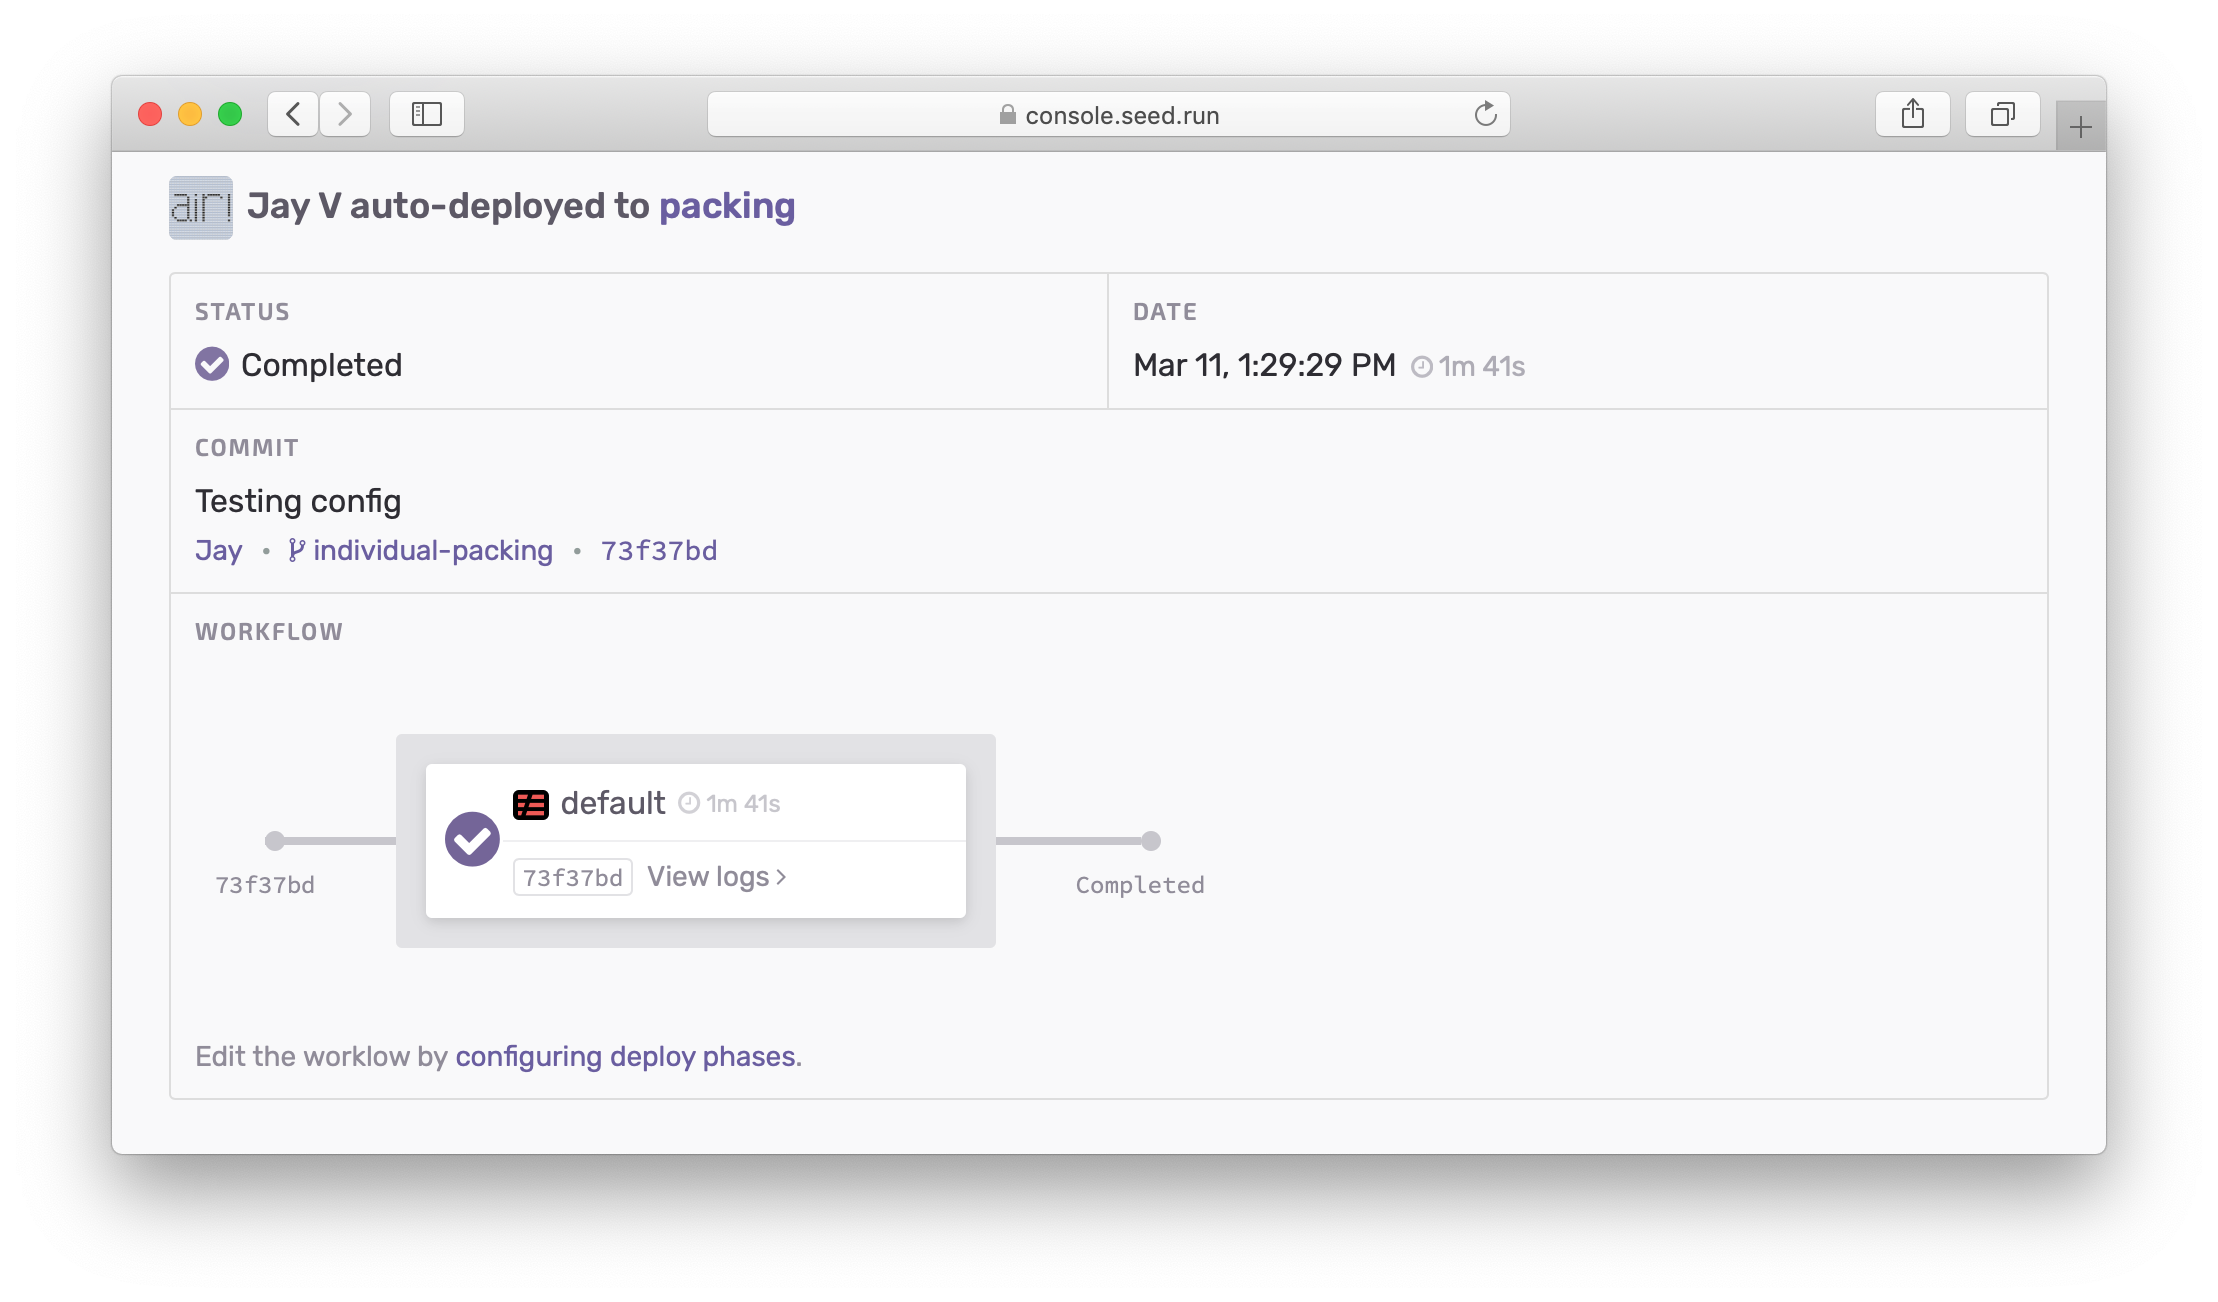 console.seed.run
air!
Jay V auto-deployed to packing
STATUS
Completed
DATE
Mar 11, 1:29:29 PM 1m 41s
COMMIT
Testing config
Jay • individual-packing • 73f37bd
WORKFLOW
default 1m 41s
73f37bd View logs >
73f37bd
Completed
Edit the worklow by configuring deploy phases.